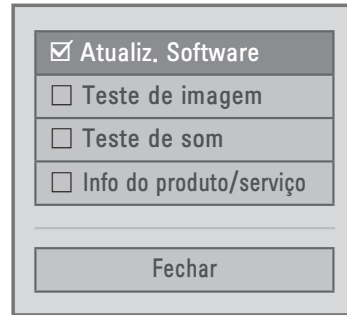 Atualiz. Software
Teste de imagem
Teste de som
Info do produto/serviço
Fechar